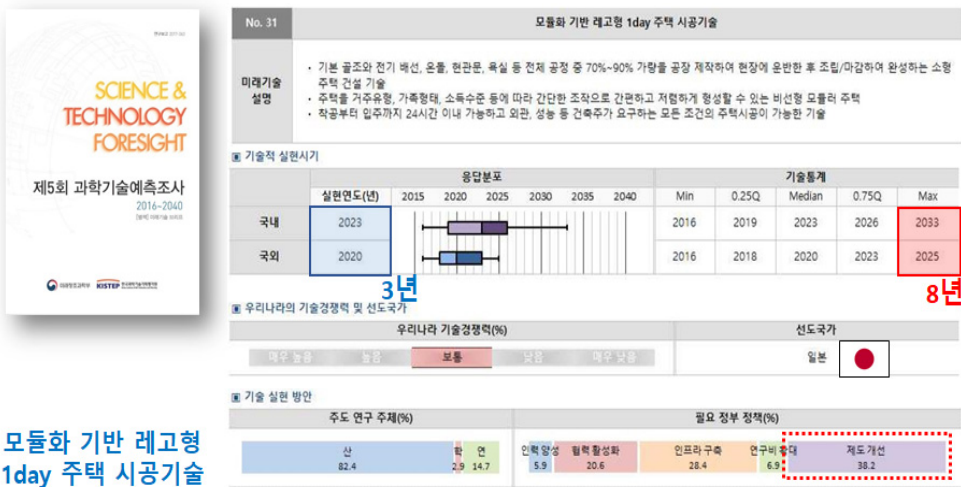 SCIENCE &
TECHNOLOGY
FORESIGHT
제5회 과학기술예측조사
2016~2040
미래창조과학부 KISTEP 한국과학기술기획평가원
모듈화 기반 레고형
1day 주택 시공기술
No. 31 모듈화 기반 레고형 1day 주택 시공기술
미래기술
설명
• 기본 골조와 전기 배선, 온돌, 현관문, 욕실 등 전체 공정 중 70%~90% 가량을 공장 제작하여 현장에 운반한 후 조립/마감하여 완성하는 소형
주택 건설 기술
• 주택을 거주유형, 가족형태, 소득수준 등에 따라 간단한 조작으로 간편하고 저렴하게 형성할 수 있는 비선형 모듈러 주택
• 착공부터 입주까지 24시간 이내 가능하고 외관, 성능 등 건축주가 요구하는 모든 조건의 주택시공이 가능한 기술
▣ 기술적 실현시기
응답분포 기술통계
실현연도(년) 2015 2020 2025 2030 2035 2040 Min 0.25Q Median 0.75Q Max
국내 2023 2016 2019 2023 2026 2033
국외 2020 2016 2018 2020 2023 2025
3년 8년
▣ 우리나라의 기술경쟁력 및 선도국가
우리나라 기술경쟁력(%) 선도국가
매우 높음 높음 보통 낮음 매우 낮음 일본
▣ 기술 실현 방안
주도 연구 주체(%) 필요 정부 정책(%)
산 학 연 인력양성 협력 활성화 인프라 구축 연구비 확대 제도 개선
82.4 2.9 14.7 5.9 20.6 28.4 6.9 38.2